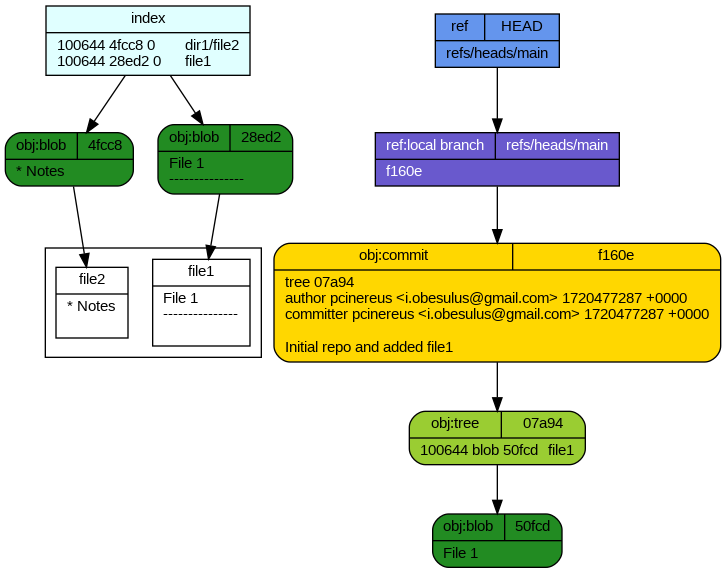 index
100644 4fcc8 0 dir1/file2
100644 28ed2 0 file1
obj:blob 4fcc8
* Notes
obj:blob 28ed2
File 1
---------------
file2
* Notes
file1
File 1
---------------
ref HEAD
refs/heads/main
ref:local branch refs/heads/main
f160e
obj:commit f160e
tree 07a94
author pcinereus <i.obesulus@gmail.com> 1720477287 +0000
committer pcinereus <i.obesulus@gmail.com> 1720477287 +0000
Initial repo and added file1
obj:tree 07a94
100644 blob 50fcd file1
obj:blob 50fcd
File 1